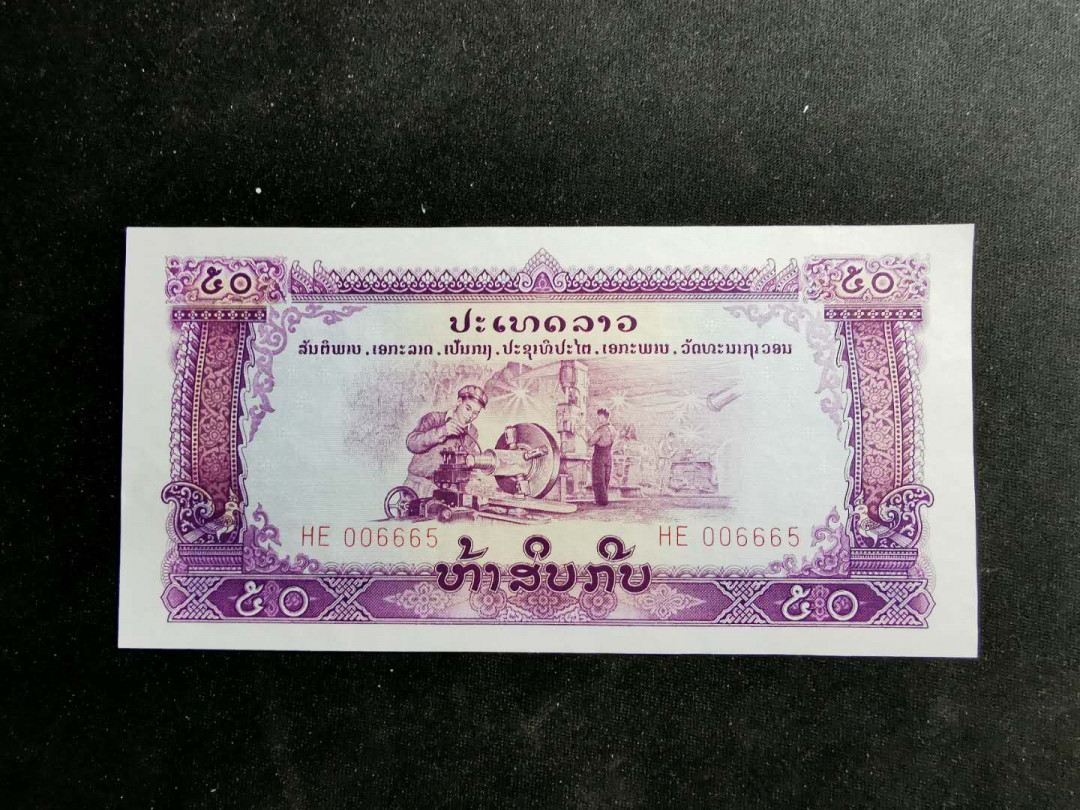 ໕໐ ໕໐
ປະເທດລາວ
ສັນຕິພາບ.ເອກະລາດ.ເປັນກາງ.ປະຊາທິປະໄຕ.ເອກະພາບ.ວັດທະນາຖາວອນ
HE 006665 HE 006665
ຫ້າສິບກີບ
໕໐ ໕໐